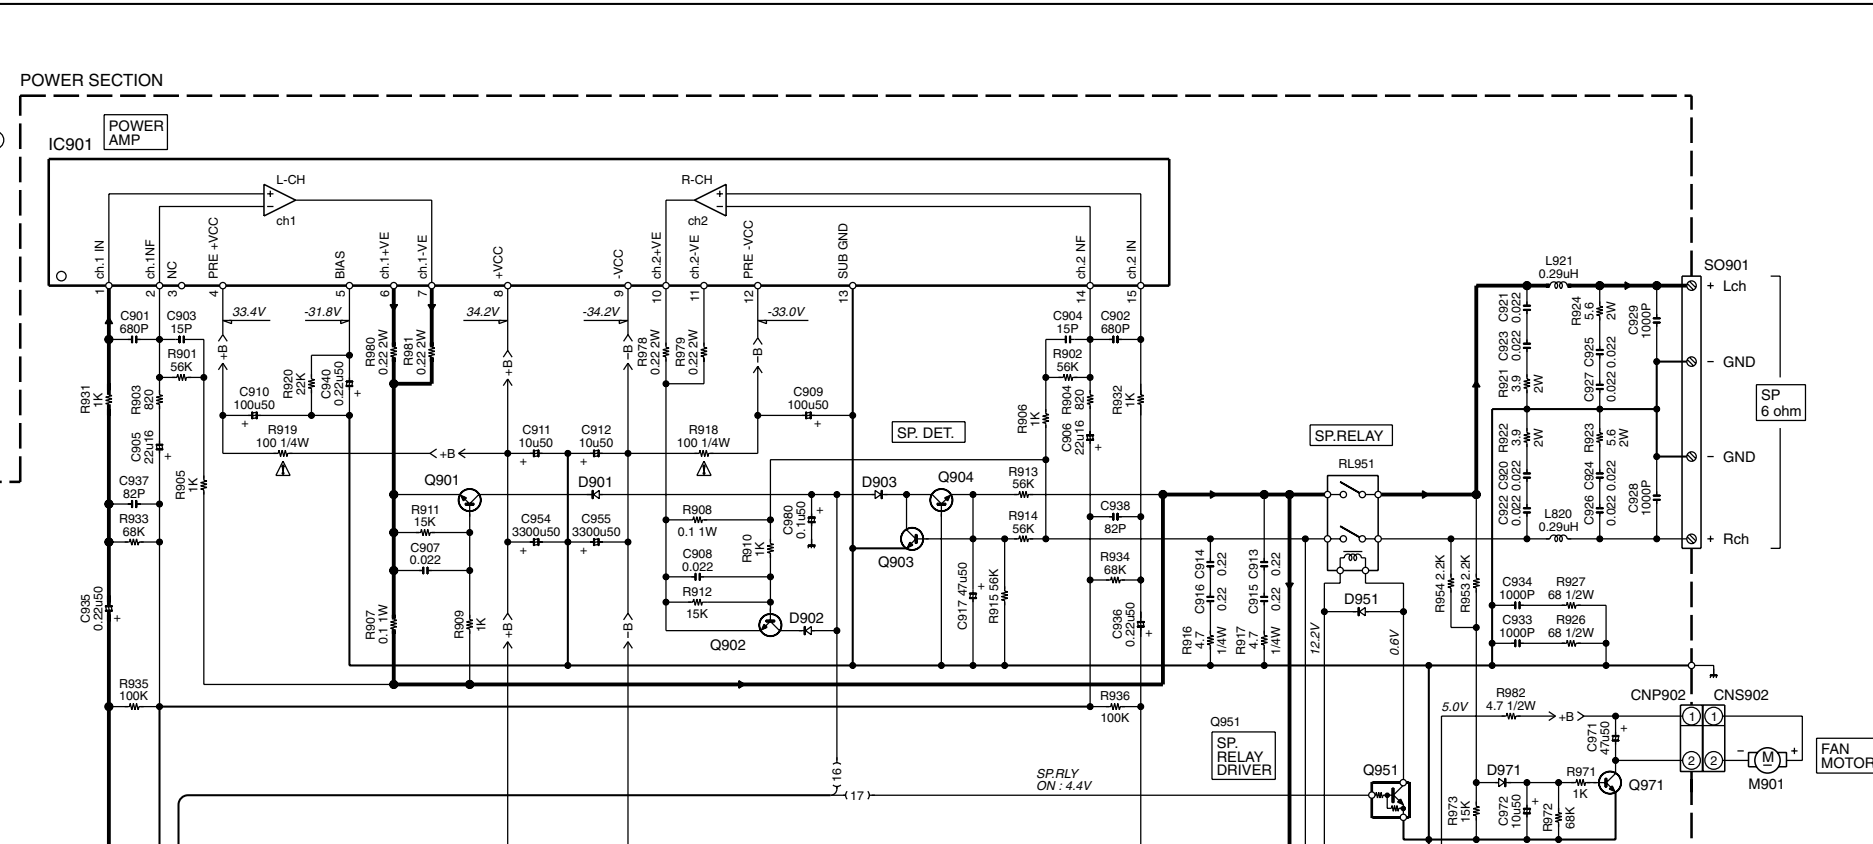 POWER SECTION
POWER
AMP
IC901
L-CH
ch1
R-CH
ch2
ch.1 IN
ch.1NF
NC
PRE +VCC
BIAS
ch.1+VE
ch.1-VE
+VCC
-VCC
ch.2+VE
ch.2-VE
PRE -VCC
SUB GND
ch.2 NF
ch.2 IN
1
2
3
4
5
6
7
8
9
10
11
12
13
14
15
C901
680P
C903
15P
33.4V
-31.8V
34.2V
-34.2V
-33.0V
C904
15P
C902
680P
R901
56K
+B
R920
22K
C940
0.22u50
+
R980
0.22 2W
R981
0.22 2W
+B
-B
R978
0.22 2W
R979
0.22 2W
-B
R902
56K
R931
1K
R903
820
C910
100u50
+
C909
100u50
+
R906
1K
R904
820
R932
1K
C905
22u16
+
R919
100 1/4W
+B
C911
10u50
+
C912
10u50
+
R918
100 1/4W
SP. DET.
C906
22u16
+
C937
82P
R905
1K
Q901
D901
D903
Q904
R913
56K
R933
68K
R911
15K
C907
0.022
C954
3300u50
+
C955
3300u50
+
R908
0.1 1W
C908
0.022
R912
15K
R910
1K
C980
0.1u50
+
Q903
R914
56K
C938
82P
R934
68K
C935
0.22u50
+
R907
0.1 1W
R909
1K
+B
-B
Q902
D902
C917 47u50
+
R915 56K
C936
0.22u50
+
R935
100K
R936
100K
C916 C914
0.22 0.22
R916
4.7
1/4W
C915 C913
0.22 0.22
R917
4.7
1/4W
SP.RELAY
RL951
D951
12.2V
0.6V
R954 2.2K
R953 2.2K
L921
0.29uH
C921
0.022
C923
0.022
R921
3.9
2W
R924
5.6
2W
C925
0.022
C927
0.022
C929
1000P
R922
3.9
2W
C920
0.022
C922
0.022
R923
5.6
2W
C924
0.022
C926
0.022
C928
1000P
L820
0.29uH
SO901
+ Lch
- GND
- GND
+ Rch
SP
6 ohm
C934
1000P
R927
68 1/2W
C933
1000P
R926
68 1/2W
Q951
SP.
RELAY
DRIVER
16
17
SP.RLY
ON : 4.4V
Q951
5.0V
R982
4.7 1/2W
+B
C971
47u50
+
CNP902
CNS902
1
1
2
2
- M +
M901
FAN
MOTOR
R973
15K
D971
C972
10u50
+
R972
68K
R971
1K
Q971